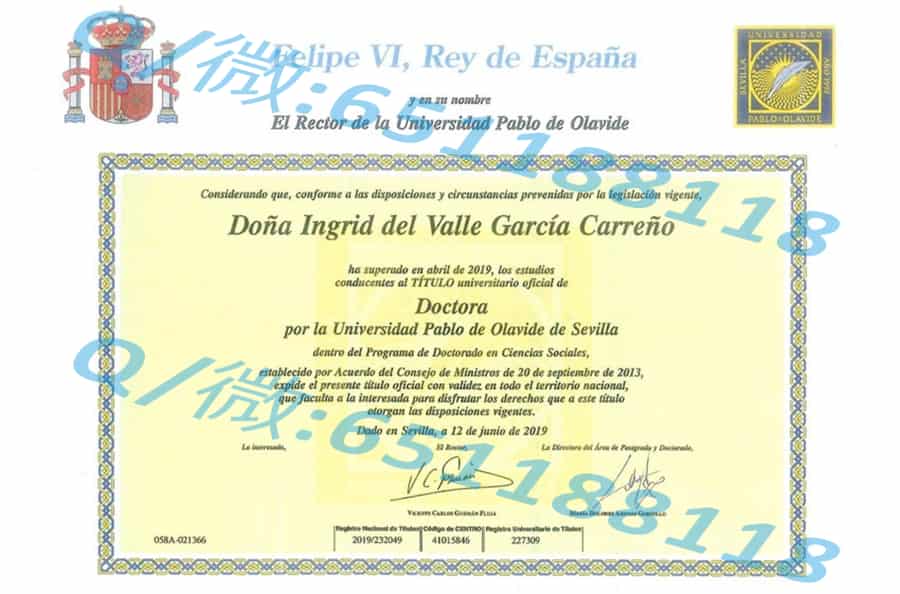 Felipe VI, Rey de España
y en su nombre
El Rector de la Universidad Pablo de Olavide
UNIVERSIDAD
SEVILLA
AÑO 1997
PABLO DE OLAVIDE
Q/微:651188118
Considerando que, conforme a las disposiciones y circunstancias prevenidas por la legislación vigente,
Doña Ingrid del Valle García Carreño
ha superado en abril de 2019, los estudios
conducentes al TÍTULO universitario oficial de
Doctora
por la Universidad Pablo de Olavide de Sevilla
dentro del Programa de Doctorado en Ciencias Sociales,
establecido por Acuerdo del Consejo de Ministros de 20 de septiembre de 2013,
expide el presente título oficial con validez en todo el territorio nacional,
que faculta a la interesada para disfrutar los derechos que a este título
otorgan las disposiciones vigentes.
Dado en Sevilla, a 12 de junio de 2019
Q/微:651188118
La interesada, El Rector, La Directora del Área de Postgrado y Doctorado,
VICENTE CARLOS GUZMÁN FLUJA MARÍA DOLORES
Registro Nacional de Títulos Código de CENTRO Registro Universitario de Títulos
058A-021366 2019/232049 41015846 227309